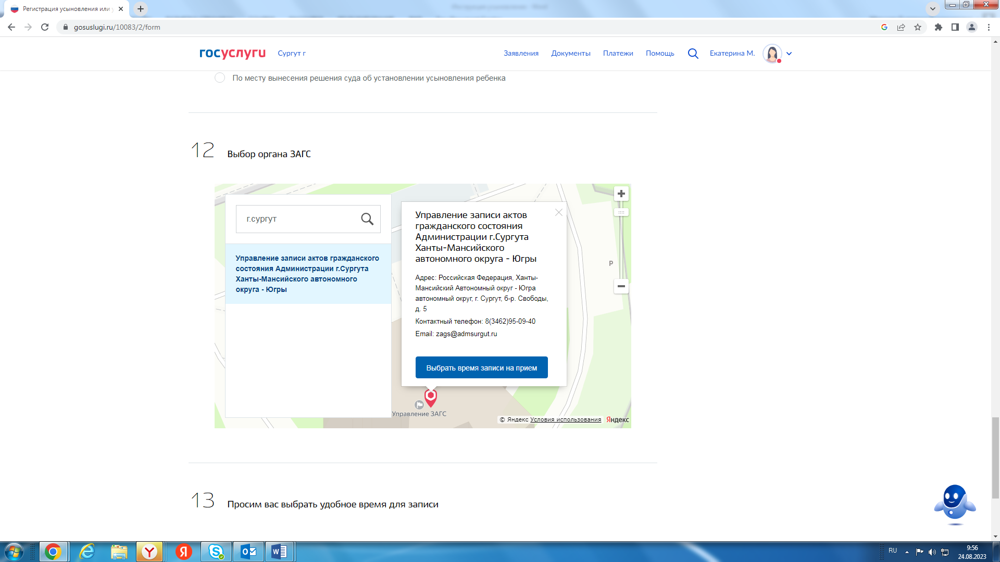 Регистрация усыновления или у
gosuslugi.ru/10083/2/form
госуслуги
Сургут г
Заявления
Документы
Платежи
Помощь
Екатерина М.
По месту вынесения решения суда об установлении усыновления ребенка
12
Выбор органа ЗАГС
г.сургут
Управление записи актов гражданского
состояния Администрации г.Сургута
Ханты-Мансийского автономного
округа - Югры
Управление записи актов
гражданского состояния
Администрации г.Сургута
Ханты-Мансийского
автономного округа - Югры
Адрес: Российская Федерация, Ханты-
Мансийский Автономный округ - Югра
автономный округ, г. Сургут, б-р. Свободы,
д. 5
Контактный телефон: 8(3462)95-09-40
Email: zags@admsurgut.ru
Выбрать время записи на прием
P
Управление ЗАГС
© Яндекс Условия использования Яндекс
13
Просим вас выбрать удобное время для записи
RU
9:56
24.08.2023